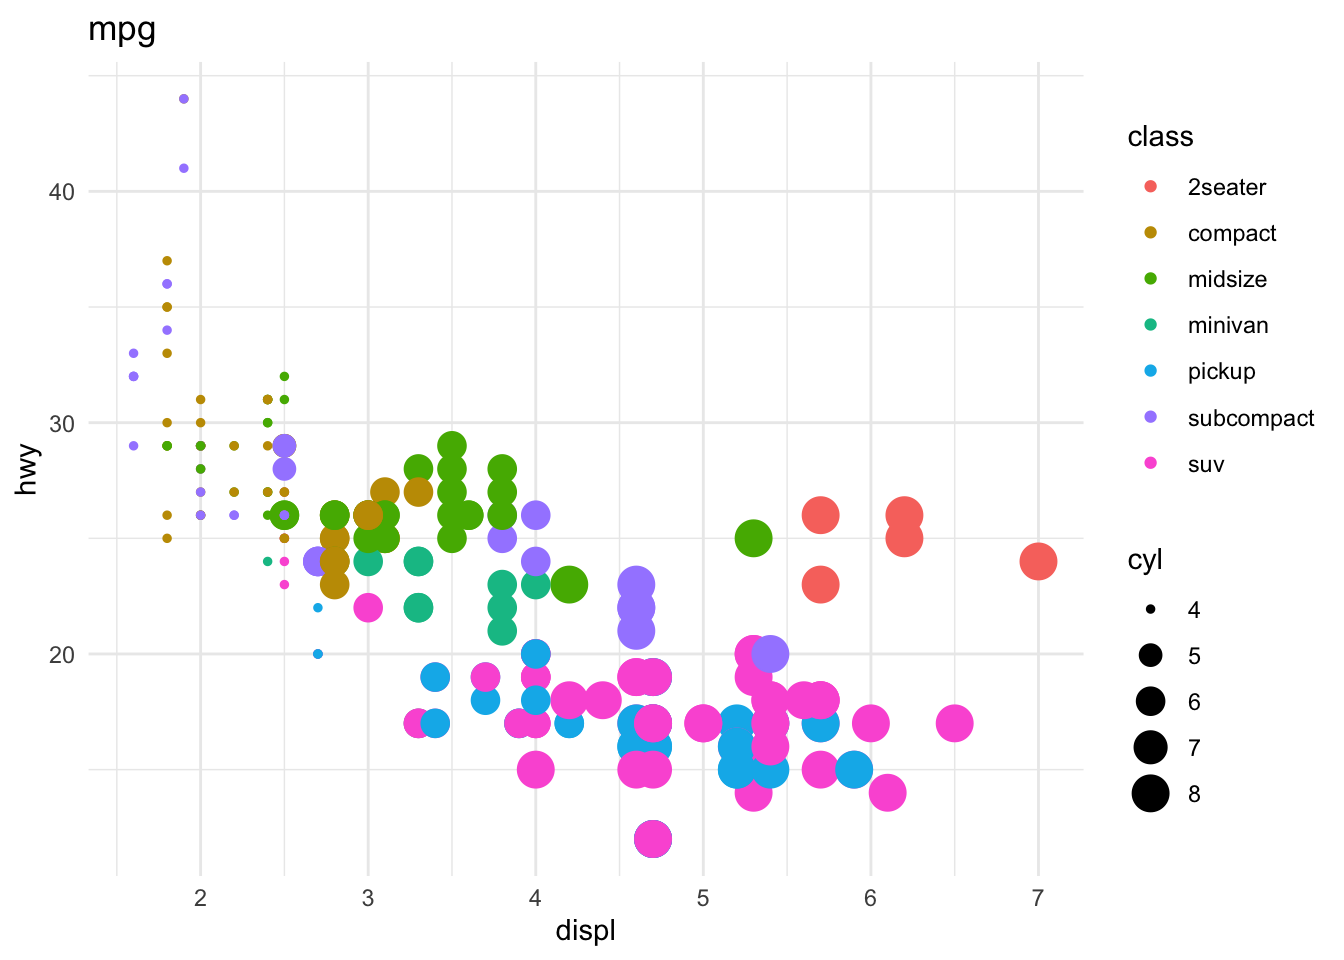 mpg
hwy
40
30
20
2 3 4 5 6 7
displ
class
2seater
compact
midsize
minivan
pickup
subcompact
suv
cyl
4
5
6
7
8